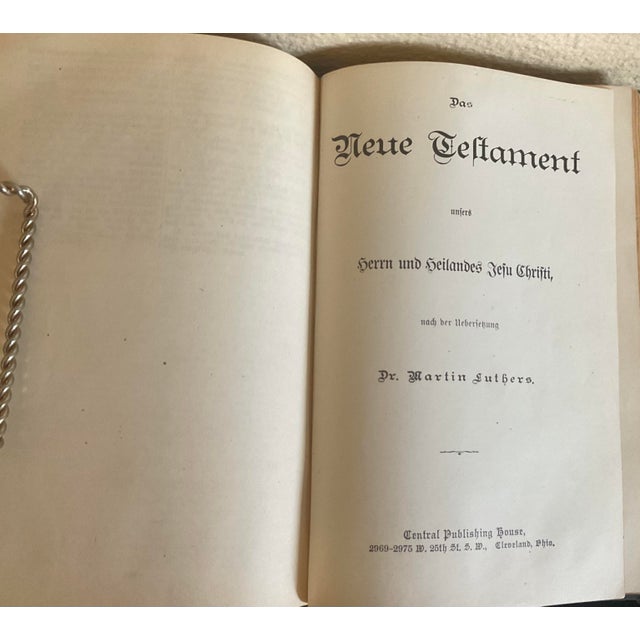 Das
Neue Testament
unsers
Herrn und Heilandes Jesu Christi,
nach der Uebersetzung
Dr. Martin Luthers.
Central Publishing House,
2969-2975 W. 25th St. S. W., Cleveland, Ohio.